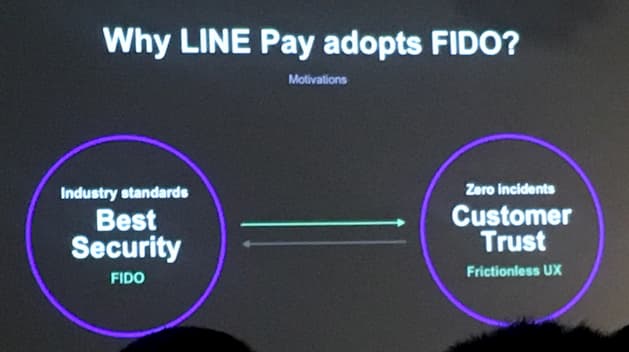 Why LINE Pay adopts FIDO?
Motivations
Industry standards
Best
Security
FIDO
Zero incidents
Customer
Trust
Frictionless UX